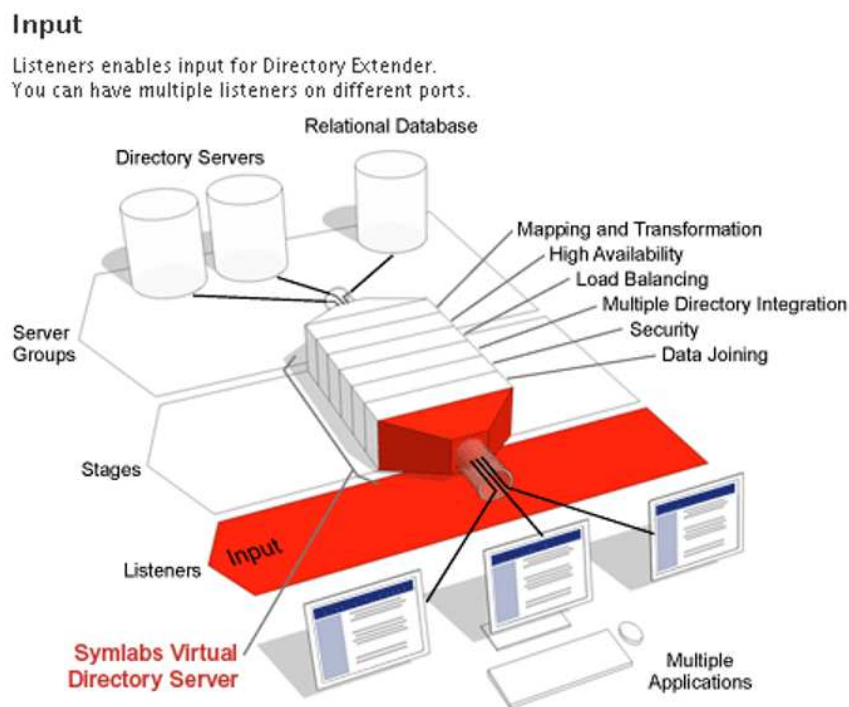 Input
Listeners enables input for Directory Extender.
You can have multiple listeners on different ports.
Relational Database
Directory Servers
Mapping and Transformation
High Availability
Load Balancing
Multiple Directory Integration
Security
Data Joining
Server
Groups
Stages
Listeners
Input
Symlabs Virtual
Directory Server
Multiple
Applications